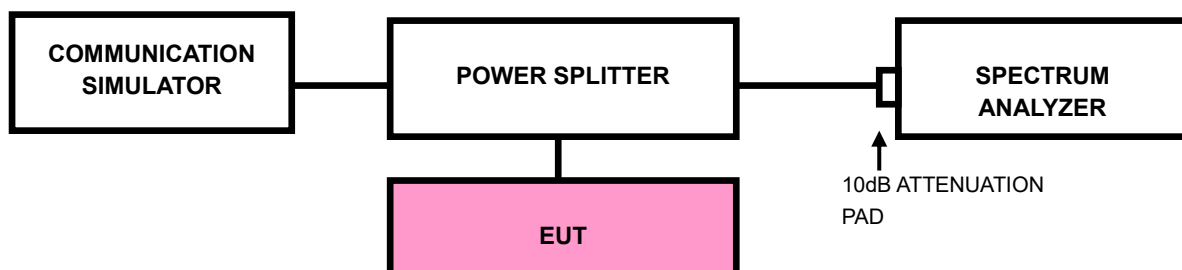 COMMUNICATION
SIMULATOR
POWER SPLITTER
SPECTRUM
ANALYZER
10dB ATTENUATION
PAD
EUT